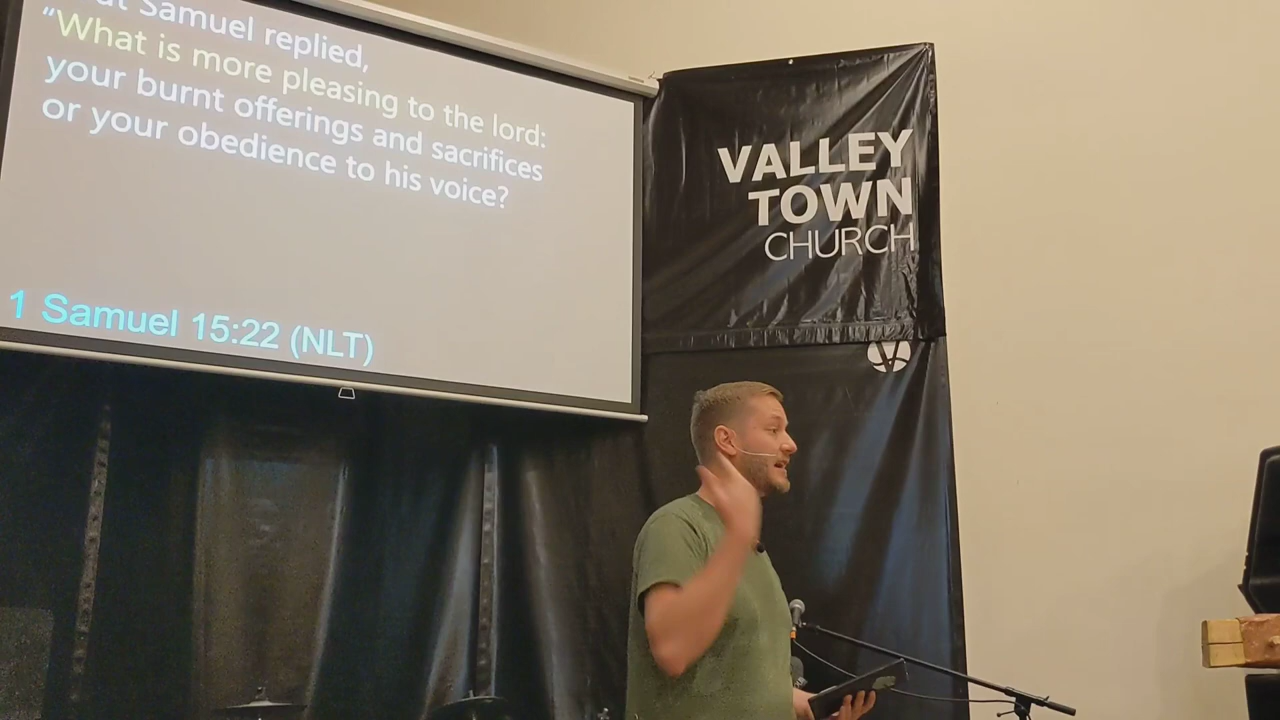 Samuel replied,
“What is more pleasing to the lord:
your burnt offerings and sacrifices
or your obedience to his voice?
1 Samuel 15:22 (NLT)
VALLEY
TOWN
CHURCH